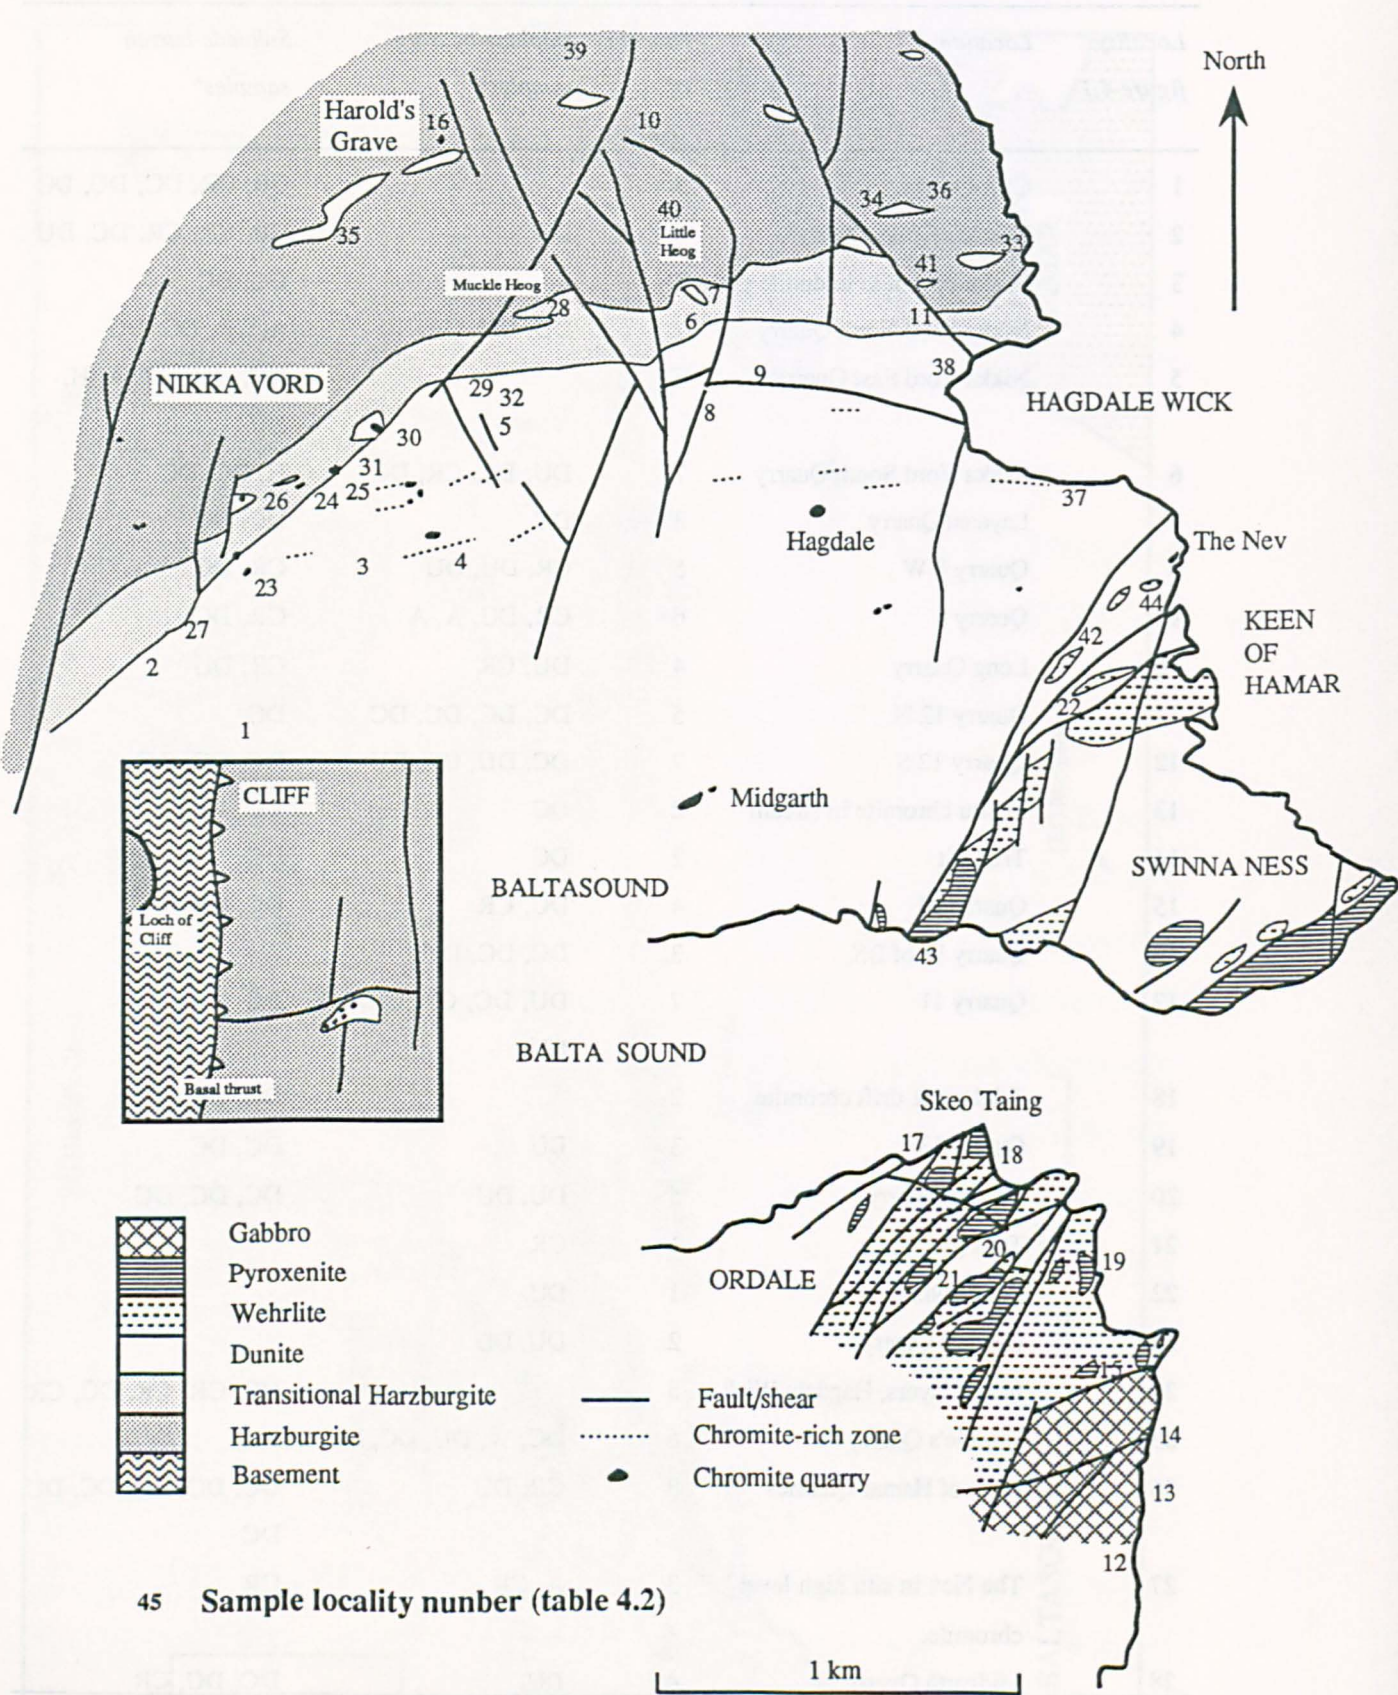 North
39
Harold's
Grave
16
10
34
36
40
Little
Heog
35
33
41
Muckle Heog
28
7
6
11
NIKKA VORD
29
32
5
9
38
8
HAGDALE WICK
30
31
26
24
25
37
Hagdale
The Nev
23
3
4
44
KEEN
OF
HAMAR
27
42
2
22
1
CLIFF
Midgarth
BALTASOUND
SWINNA NESS
Loch of
Cliff
43
BALTA SOUND
Basal thrust
Skeo Taing
17
18
20
19
ORDALE
21
15
14
13
12
Gabbro
Pyroxenite
Wehrlite
Dunite
Transitional Harzburgite
Harzburgite
Basement
Fault/shear
Chromite-rich zone
Chromite quarry
45 Sample locality nunber (table 4.2)
1 km